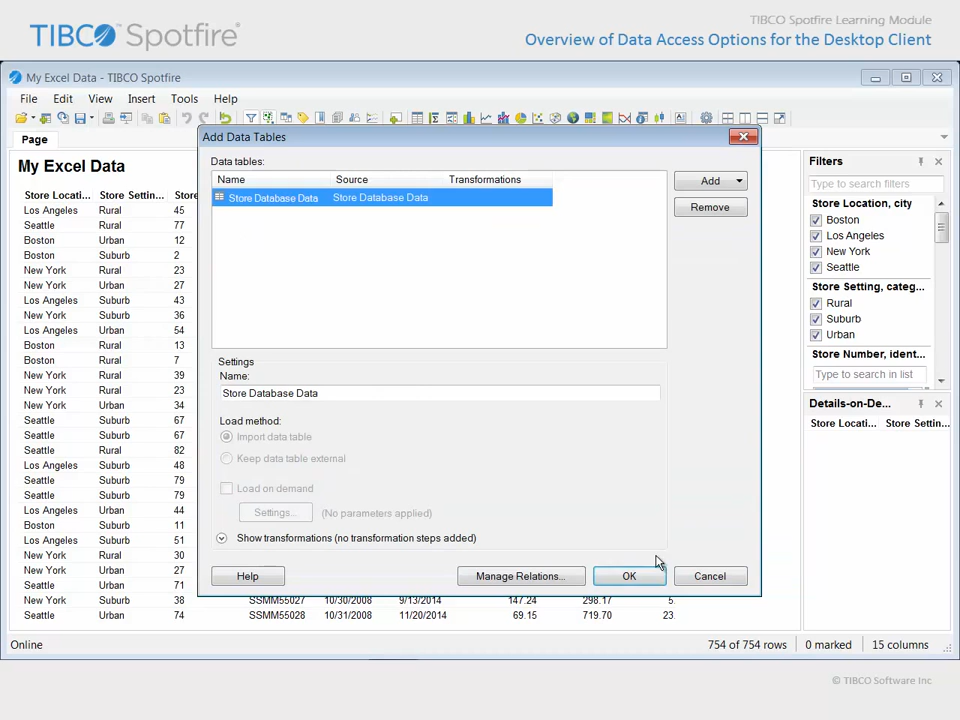 TIBCO Spotfire
TIBCO Spotfire Learning Module
Overview of Data Access Options for the Desktop Client
My Excel Data - TIBCO Spotfire
File Edit View Insert Tools Help
Page
My Excel Data
Store Locati... Store Settin... Store
Los Angeles Rural 45
Seattle Rural 77
Boston Urban 12
Boston Suburb 2
New York Rural 23
New York Urban 27
Los Angeles Suburb 43
New York Suburb 36
Los Angeles Urban 54
Boston Rural 13
Boston Rural 7
New York Rural 39
New York Rural 23
New York Urban 34
Seattle Suburb 67
Seattle Suburb 67
Seattle Rural 82
Los Angeles Suburb 48
Seattle Suburb 79
Seattle Suburb 79
Los Angeles Urban 44
Boston Suburb 11
Los Angeles Suburb 51
New York Rural 30
New York Urban 27
Seattle Urban 71
New York Suburb 38 SSMM55027 10/30/2008 9/13/2014 147.24 298.17 5.
Seattle Urban 74 SSMM55028 10/31/2008 11/20/2014 69.15 719.70 23.
Add Data Tables
Data tables:
Name Source Transformations
Store Database Data Store Database Data
Add
Remove
Settings
Name:
Store Database Data
Load method:
Import data table
Keep data table external
Load on demand
Settings... (No parameters applied)
Show transformations (no transformation steps added)
Help Manage Relations... OK Cancel
Filters
Type to search filters
Store Location, city
Boston
Los Angeles
New York
Seattle
Store Setting, categ...
Rural
Suburb
Urban
Store Number, ident...
Type to search in list
Details-on-De...
Store Locati... Store Settin...
Online 754 of 754 rows 0 marked 15 columns
© TIBCO Software Inc